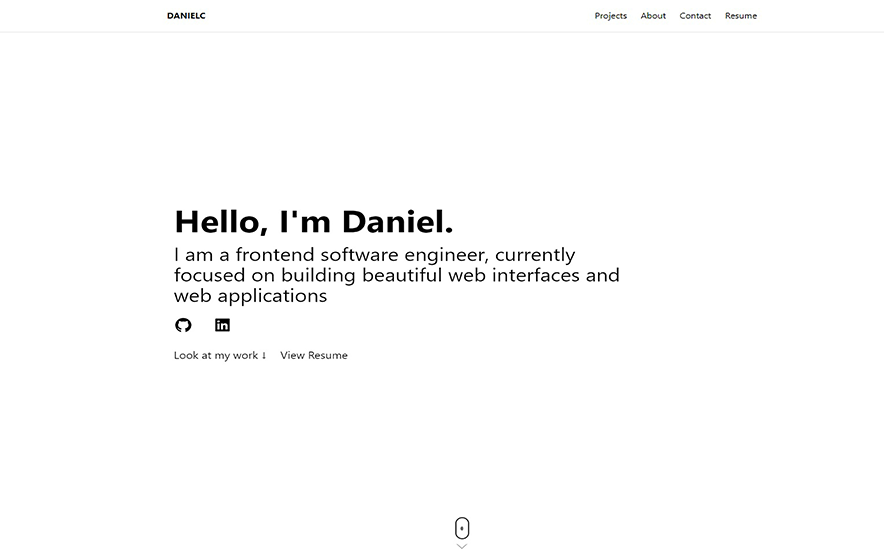 DANIELC
Projects About Contact Resume
Hello, I'm Daniel.
I am a frontend software engineer, currently
focused on building beautiful web interfaces and
web applications
in
Look at my work ↓ View Resume